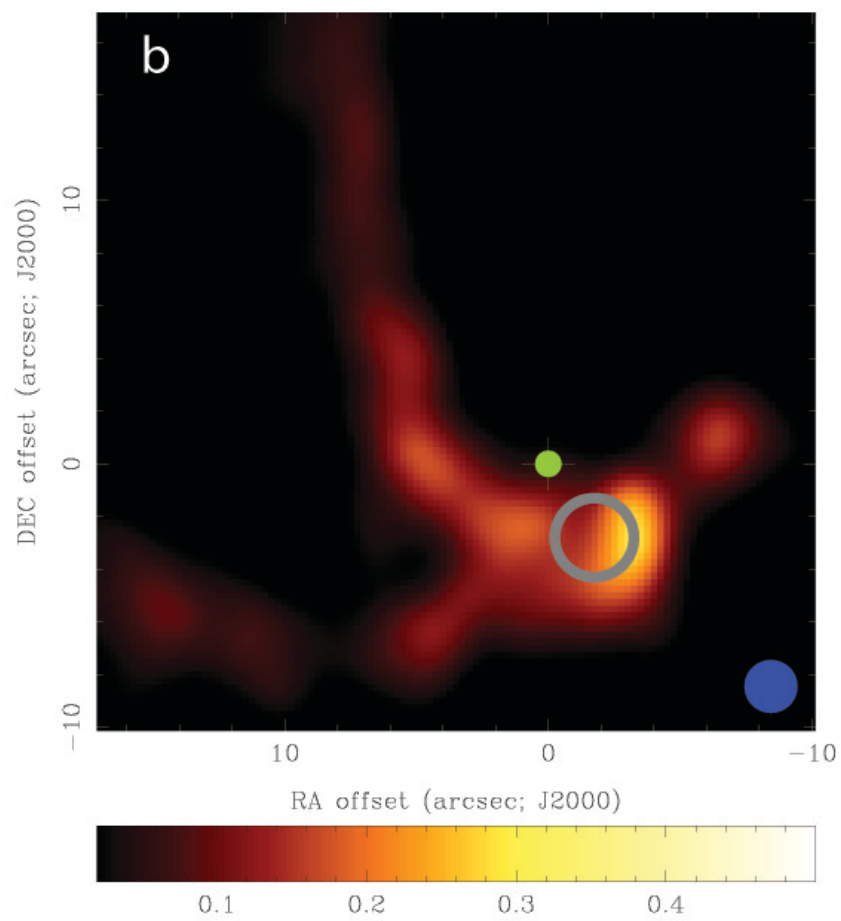 b
10
0
−10
DEC offset (arcsec; J2000)
10 0 −10
RA offset (arcsec; J2000)
0.1 0.2 0.3 0.4